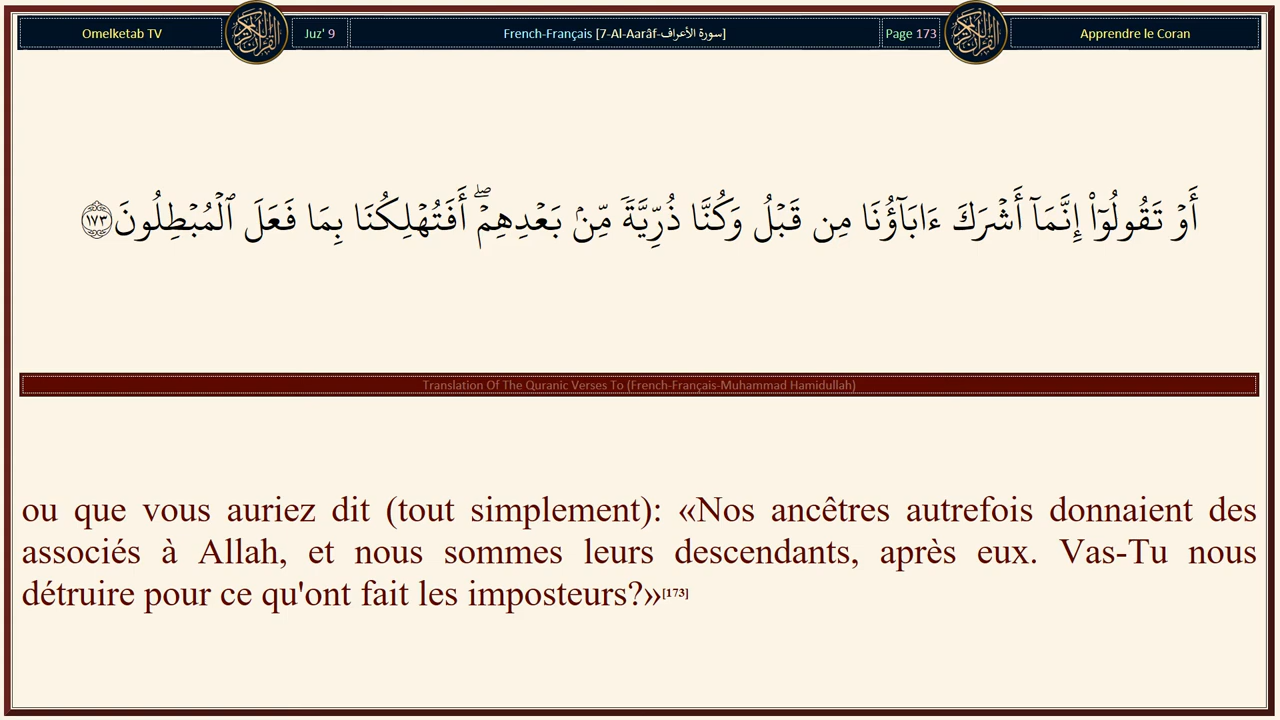 Omelketab TV
Juz' 9
French-Français [7-Al-Aarâf-سورة الأعراف]
Page 173
Apprendre le Coran
أَوۡ تَقُولُوٓاْ إِنَّمَآ أَشۡرَكَ ءَابَآؤُنَا مِن قَبۡلُ وَكُنَّا ذُرِّيَّةٗ مِّنۢ بَعۡدِهِمۡۖ أَفَتُهۡلِكُنَا بِمَا فَعَلَ ٱلۡمُبۡطِلُونَ ١٧٣
Translation Of The Quranic Verses To (French-Français-Muhammad Hamidullah)
ou que vous auriez dit (tout simplement): «Nos ancêtres autrefois donnaient des
associés à Allah, et nous sommes leurs descendants, après eux. Vas-Tu nous
détruire pour ce qu'ont fait les imposteurs?»[173]